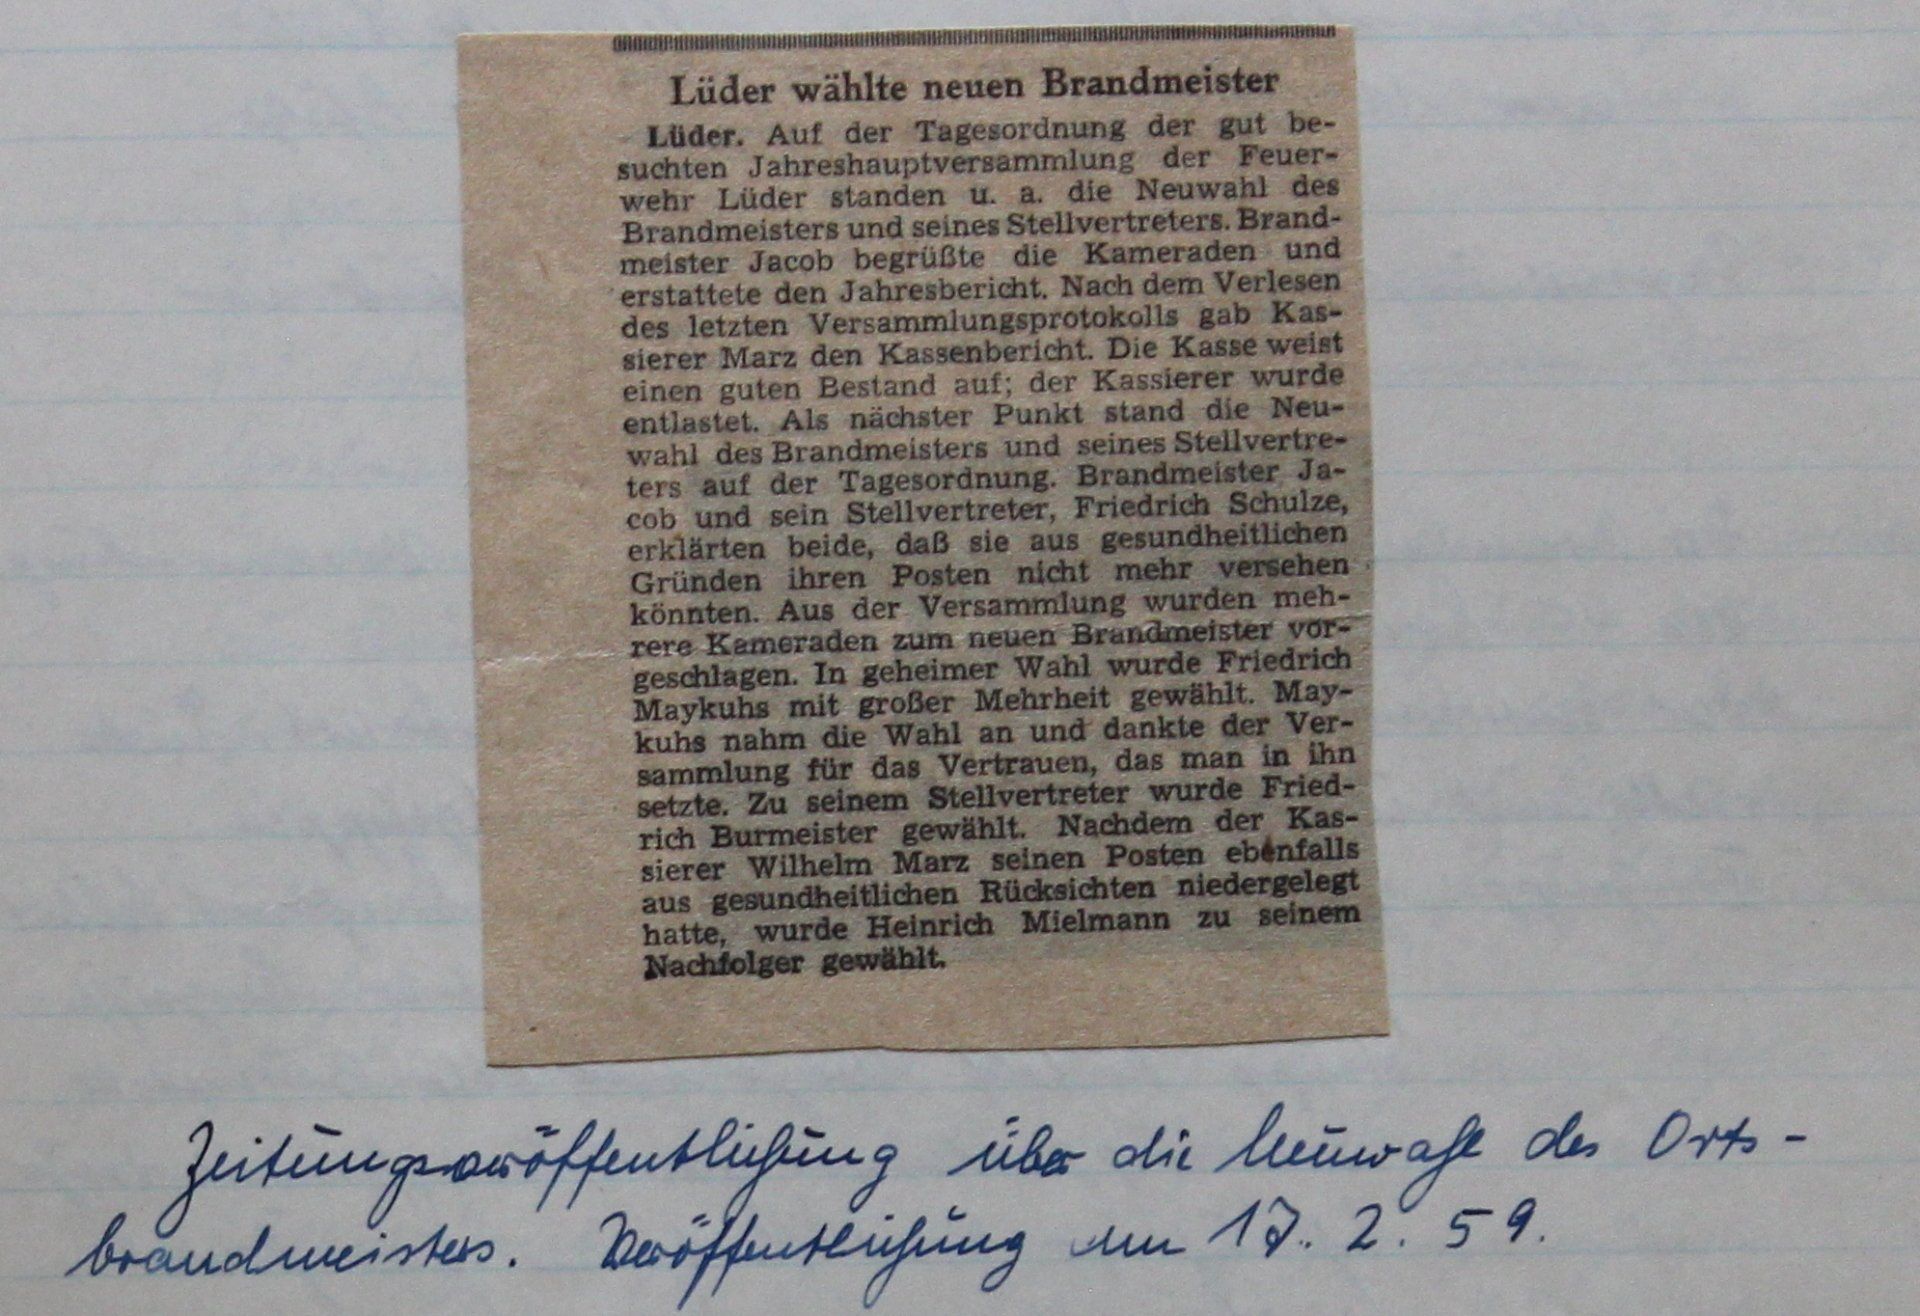 Lüder wählte neuen Brandmeister
Lüder. Auf der Tagesordnung der gut be-
suchten Jahreshauptversammlung der Feuer-
wehr Lüder standen u. a. die Neuwahl des
Brandmeisters und seines Stellvertreters. Brand-
meister Jacob begrüßte die Kameraden und
erstattete den Jahresbericht. Nach dem Verlesen
des letzten Versammlungsprotokolls gab Kas-
sierer Marz den Kassenbericht. Die Kasse weist
einen guten Bestand auf; der Kassierer wurde
entlastet. Als nächster Punkt stand die Neu-
wahl des Brandmeisters und seines Stellvertre-
ters auf der Tagesordnung. Brandmeister Ja-
cob und sein Stellvertreter, Friedrich Schulze,
erklärten beide, daß sie aus gesundheitlichen
Gründen ihren Posten nicht mehr versehen
könnten. Aus der Versammlung wurden meh-
rere Kameraden zum neuen Brandmeister vor-
geschlagen. In geheimer Wahl wurde Friedrich
Maykuhs mit großer Mehrheit gewählt. May-
kuhs nahm die Wahl an und dankte der Ver-
sammlung für das Vertrauen, das man in ihn
setzte. Zu seinem Stellvertreter wurde Fried-
rich Burmeister gewählt. Nachdem der Kas-
sierer Wilhelm Marz seinen Posten ebenfalls
aus gesundheitlichen Rücksichten niedergelegt
hatte, wurde Heinrich Mielmann zu seinem
Nachfolger gewählt.
Zeitungsveröffentlichung über die Neuwahl des Orts-
brandmeisters. Veröffentlichung am 17. 2. 59.